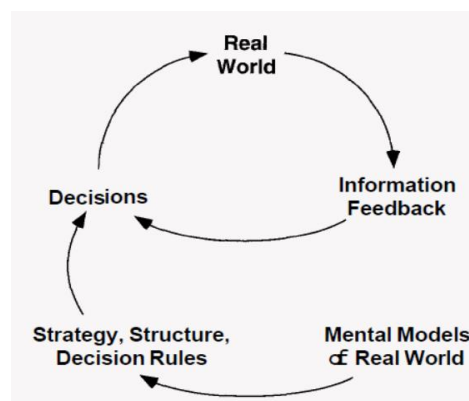 Real
World
Decisions
Information
Feedback
Strategy, Structure,
Decision Rules
Mental Models
of Real World